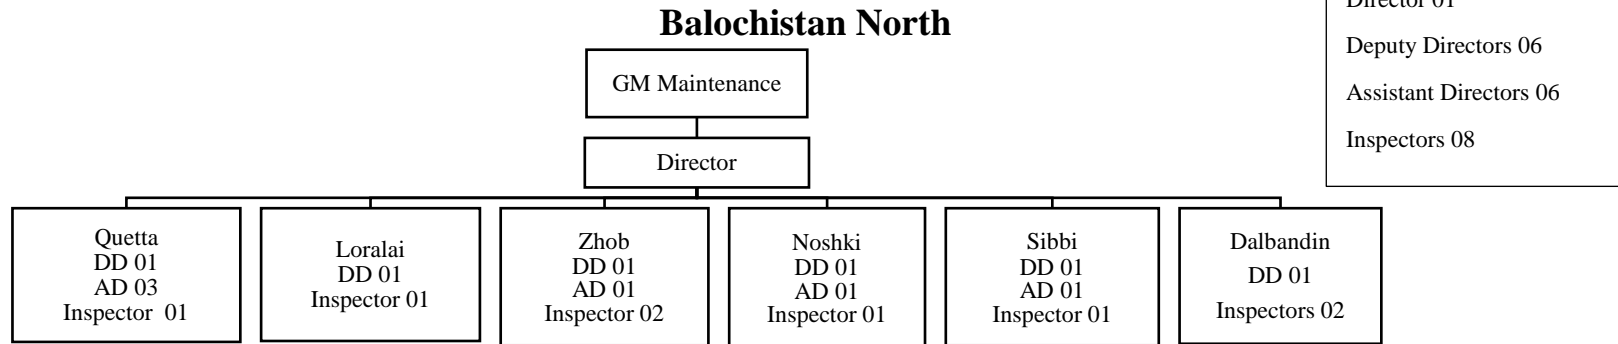 Balochistan North
Director 01
Deputy Directors 06
Assistant Directors 06
Inspectors 08
GM Maintenance
Director
Quetta
DD 01
AD 03
Inspector 01
Loralai
DD 01
Inspector 01
Zhob
DD 01
AD 01
Inspector 02
Noshki
DD 01
AD 01
Inspector 01
Sibbi
DD 01
AD 01
Inspector 01
Dalbandin
DD 01
Inspectors 02